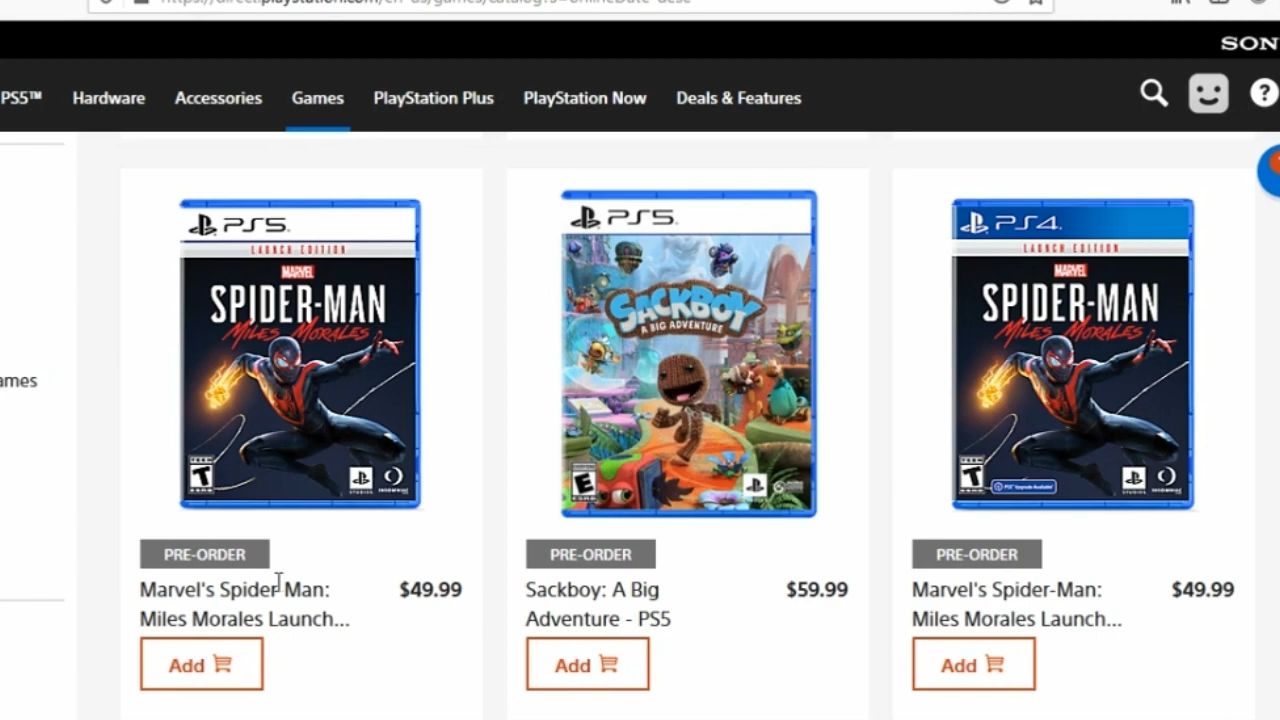 SON
PS5™ Hardware Accessories Games PlayStation Plus PlayStation Now Deals & Features ?
PS5
LAUNCH EDITION
MARVEL
SPIDER-MAN
MILES MORALES
T
PS5
SACKBOY
A BIG ADVENTURE
E
PS4
LAUNCH EDITION
MARVEL
SPIDER-MAN
MILES MORALES
T
ames
PRE-ORDER
Marvel's Spider-Man: $49.99
Miles Morales Launch...
Add
PRE-ORDER
Sackboy: A Big $59.99
Adventure - PS5
Add
PRE-ORDER
Marvel's Spider-Man: $49.99
Miles Morales Launch...
Add